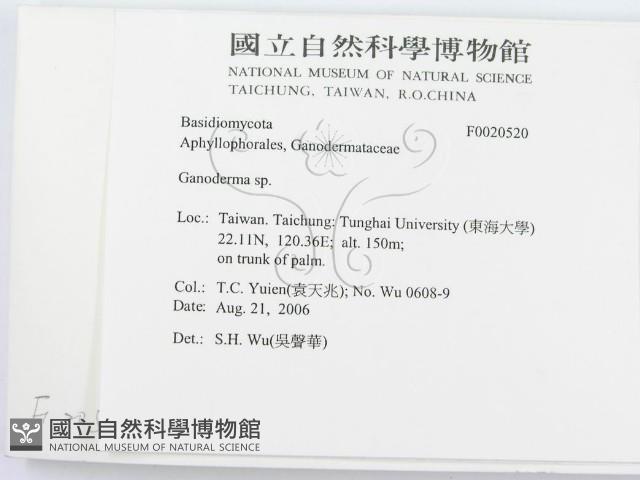 國立自然科學博物館
NATIONAL MUSEUM OF NATURAL SCIENCE
TAICHUNG, TAIWAN, R.O.CHINA
Basidiomycota F0020520
Aphyllophorales, Ganodermataceae
Ganoderma sp.
Loc.: Taiwan. Taichung: Tunghai University (東海大學)
22.11N, 120.36E; alt. 150m;
on trunk of palm.
Col.: T.C. Yuien(袁天兆); No. Wu 0608-9
Date: Aug. 21, 2006
Det.: S.H. Wu(吳聲華)
國立自然科學博物館
NATIONAL MUSEUM OF NATURAL SCIENCE